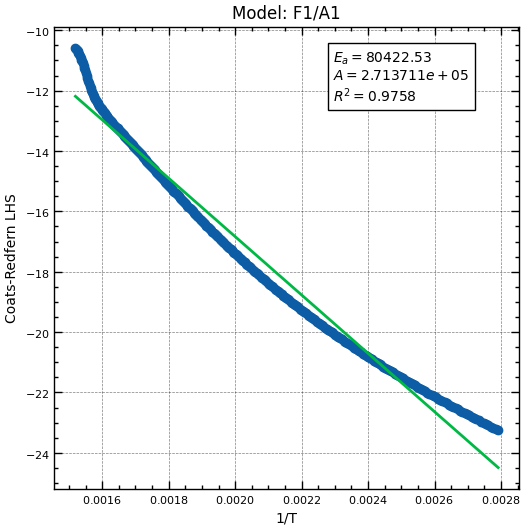 Model: F1/A1
−10
−12
−14
−16
−18
−20
−22
−24
Coats-Redfern LHS
E_a = 80422.53
A = 2.713711e + 05
R² = 0.9758
0.0016 0.0018 0.0020 0.0022 0.0024 0.0026 0.0028
1/T